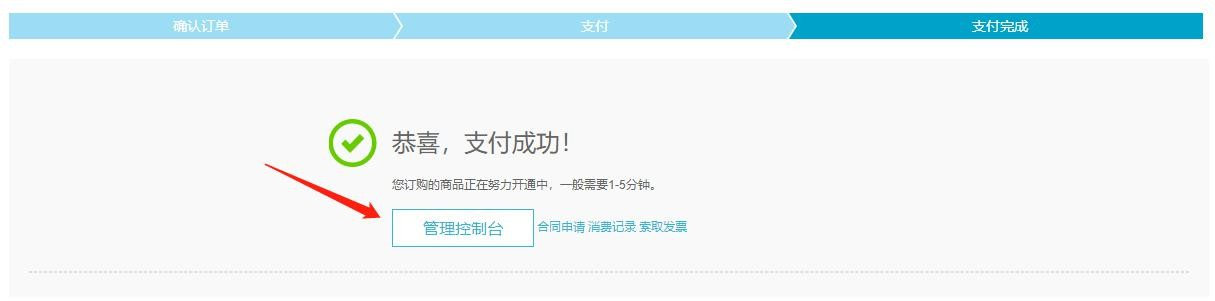 确认订单 支付 支付完成
恭喜，支付成功！
您订购的商品正在努力开通中，一般需要1-5分钟。
管理控制台 合同申请 消费记录 索取发票